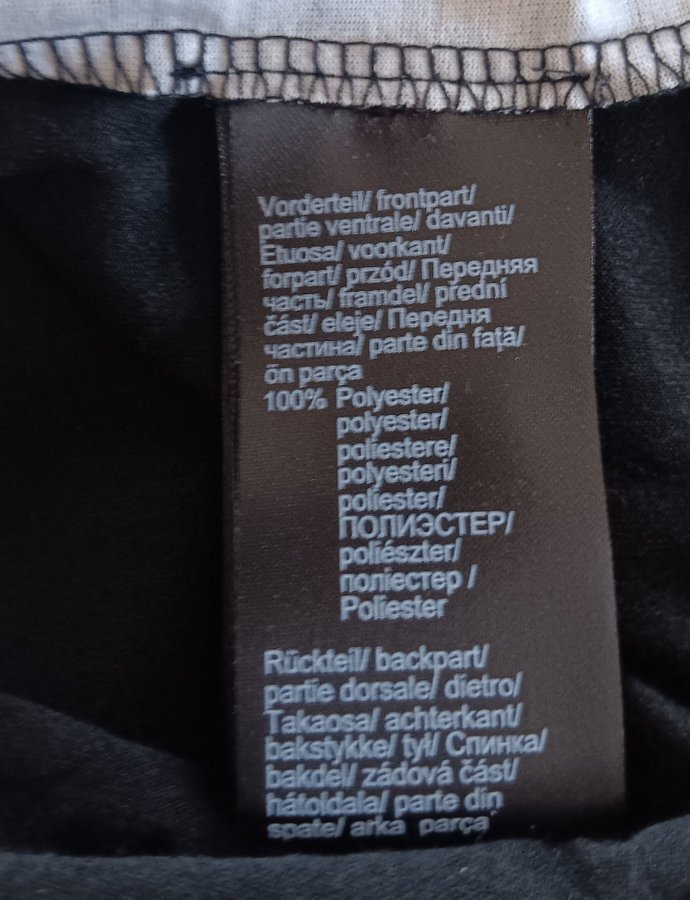 Vorderteil/ frontpart/
partie ventrale/ davanti/
Etuosa/ voorkant/
forpart/ przód/ Передняя
часть/ framdel/ přední
část/ eleje/ Передня
частина/ parte din faţă/
ön parça
100% Polyester/
polyester/
poliestere/
polyesteri/
poliester/
ПОЛИЭСТЕР/
poliészter/
поліестер /
Poliester
Rückteil/ backpart/
partie dorsale/ dietro/
Takaosa/ achterkant/
bakstykke/ tył/ Спинка/
bakdel/ zádová část/
hátoldala/ parte din
spate/ arka parça